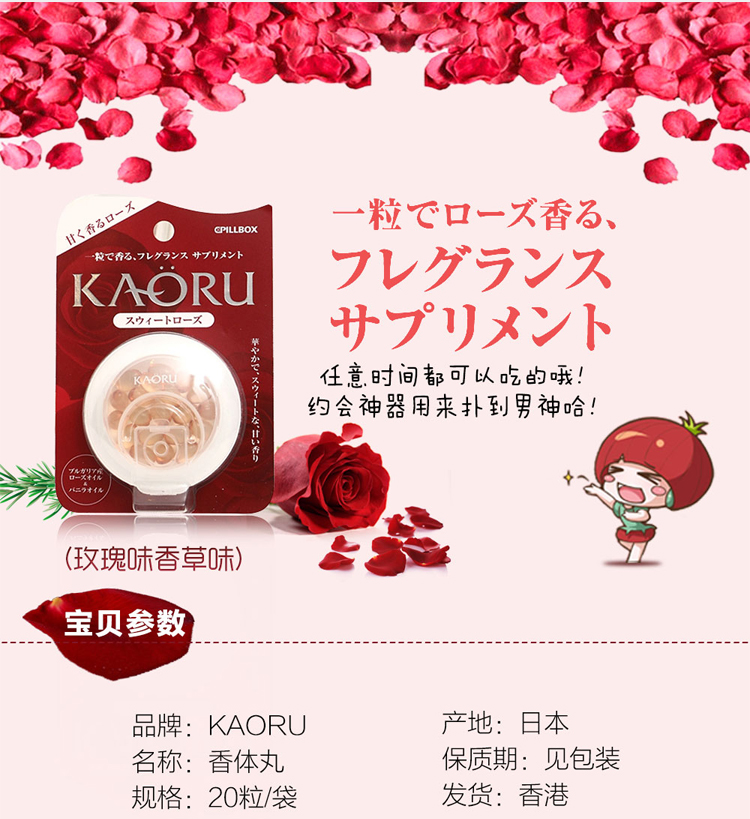 甘く香るローズ
PILLBOX
一粒で香る、フレグランス サプリメント
KAÖRU
スウィートローズ
華やかで、スウィートな、甘い香り
KAORU
ブルガリア産
ローズオイル
&
バニラオイル
一粒でローズ香る、
フレグランス
サプリメント
任意时间都可以吃的哦！
约会神器用来扑到男神哈！
(玫瑰味香草味)
宝贝参数
品牌：KAORU
产地：日本
名称：香体丸
保质期：见包装
规格：20粒/袋
发货：香港